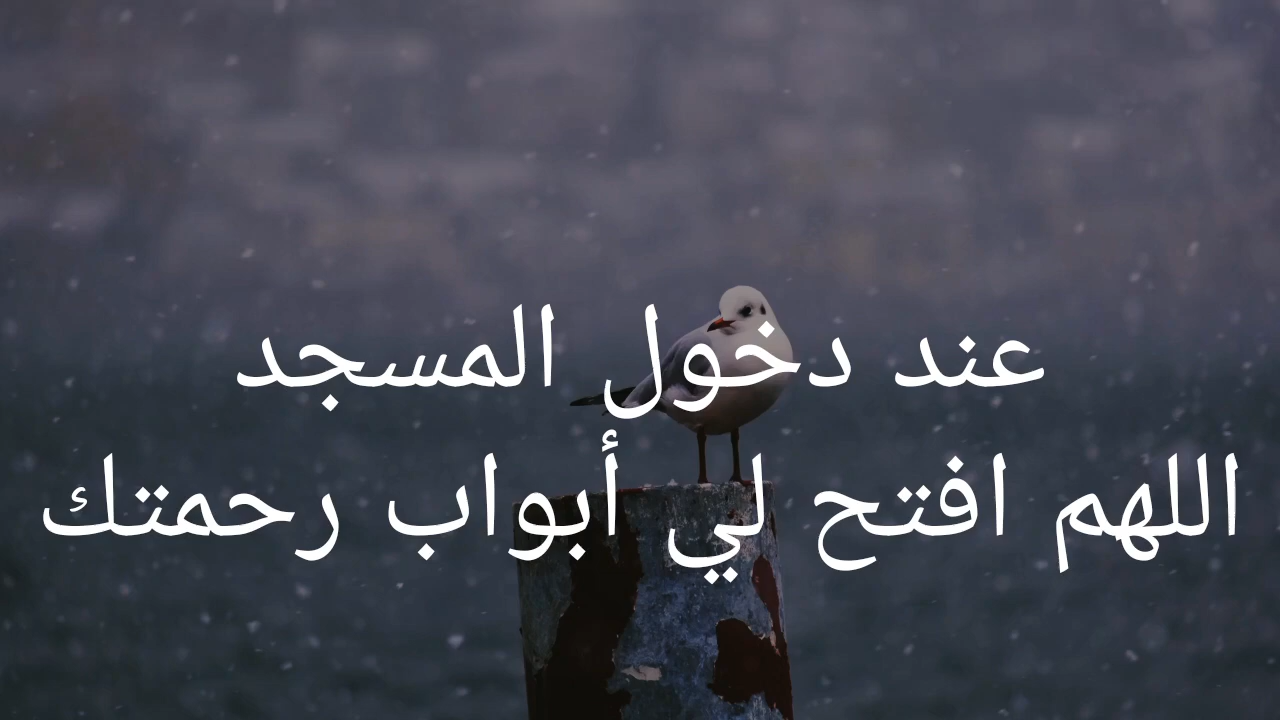 عند دخول المسجد
اللهم افتح لي أبواب رحمتك